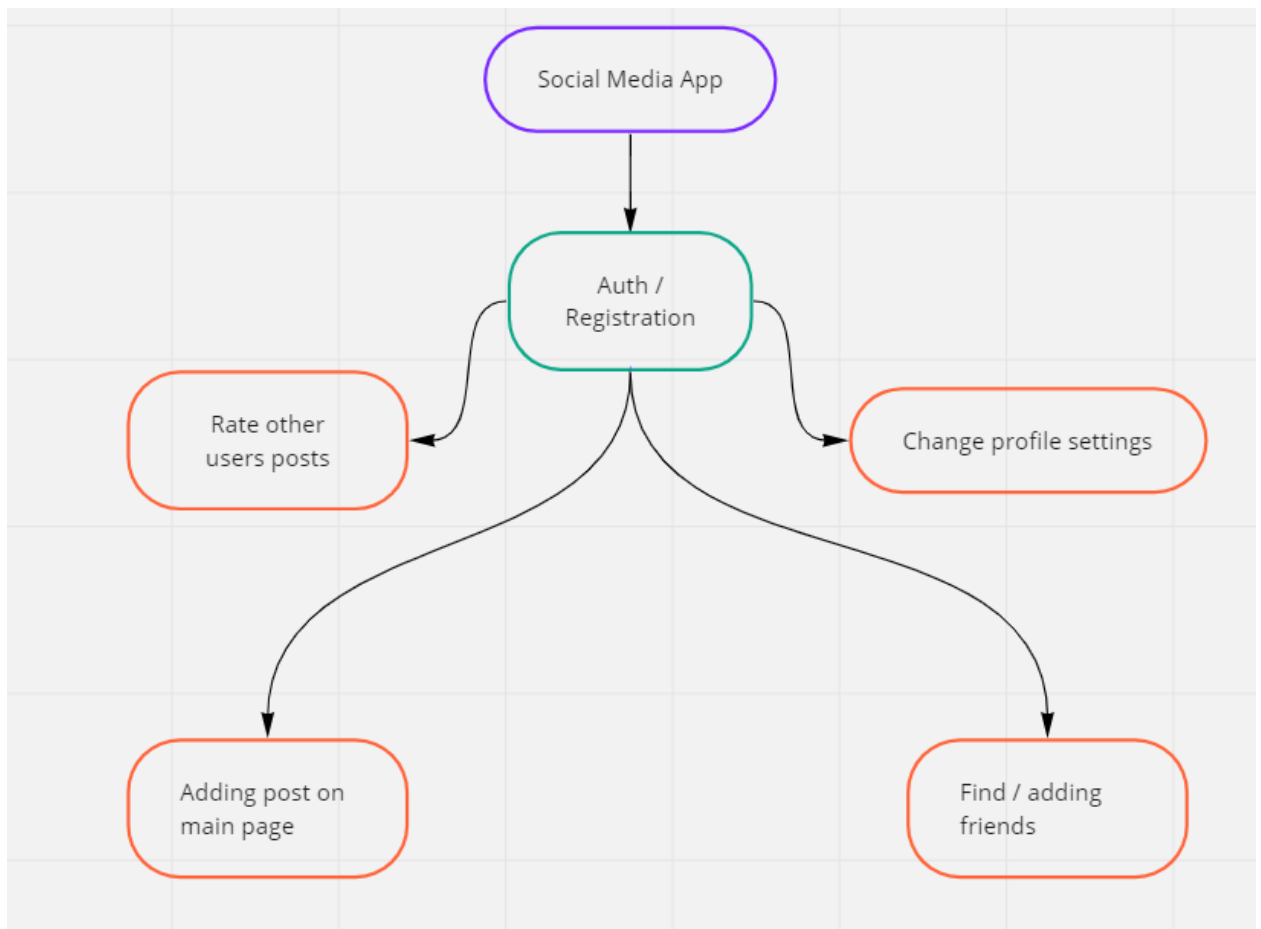 Social Media App
Auth /
Registration
Rate other
users posts
Change profile settings
Adding post on
main page
Find / adding
friends